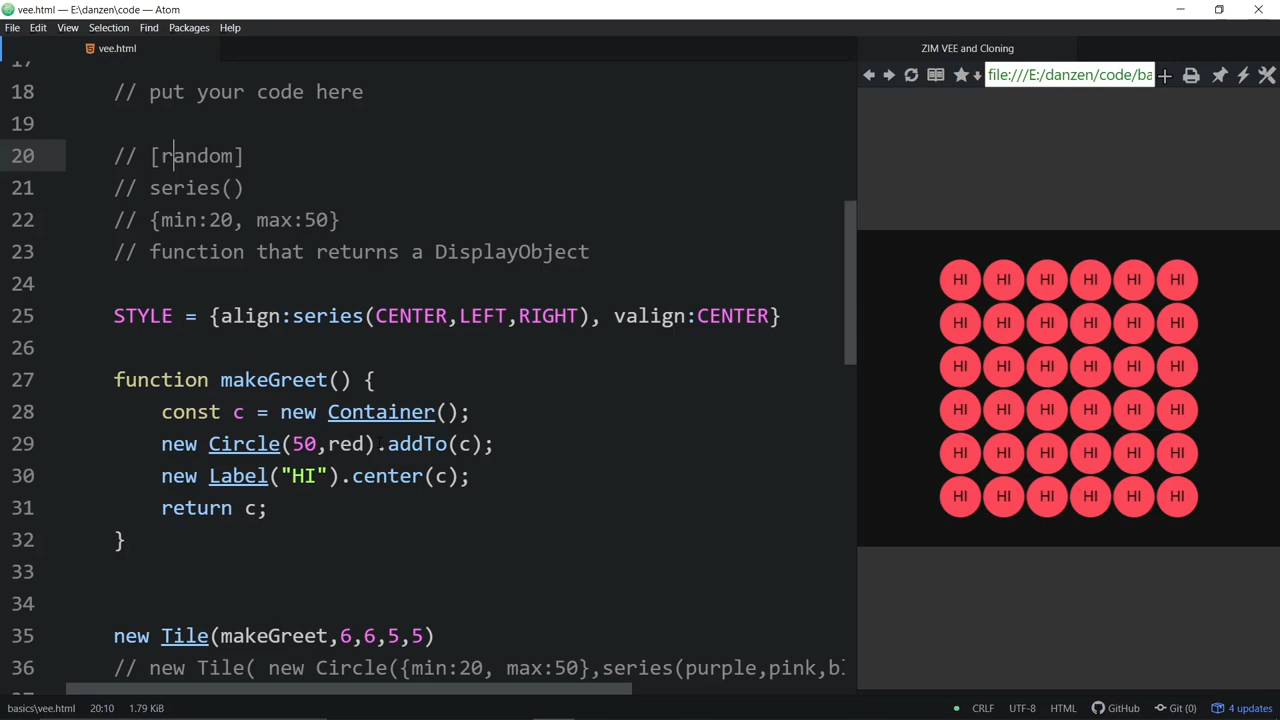 vee.html — E:\danzen\code — Atom
File Edit View Selection Find Packages Help
vee.html
ZIM VEE and Cloning
file:///E:/danzen/code/ba
17
18 // put your code here
19
20 // [random]
21 // series()
22 // {min:20, max:50}
23 // function that returns a DisplayObject
24
25 STYLE = {align:series(CENTER,LEFT,RIGHT), valign:CENTER}
26
27 function makeGreet() {
28 const c = new Container();
29 new Circle(50,red).addTo(c);
30 new Label("HI").center(c);
31 return c;
32 }
33
34
35 new Tile(makeGreet,6,6,5,5)
36 // new Tile( new Circle({min:20, max:50},series(purple,pink,bl
HI HI HI HI HI HI
HI HI HI HI HI HI
HI HI HI HI HI HI
HI HI HI HI HI HI
HI HI HI HI HI HI
HI HI HI HI HI HI
basics\vee.html 20:10 1.79 KiB CRLF UTF-8 HTML GitHub Git (0) 4 updates